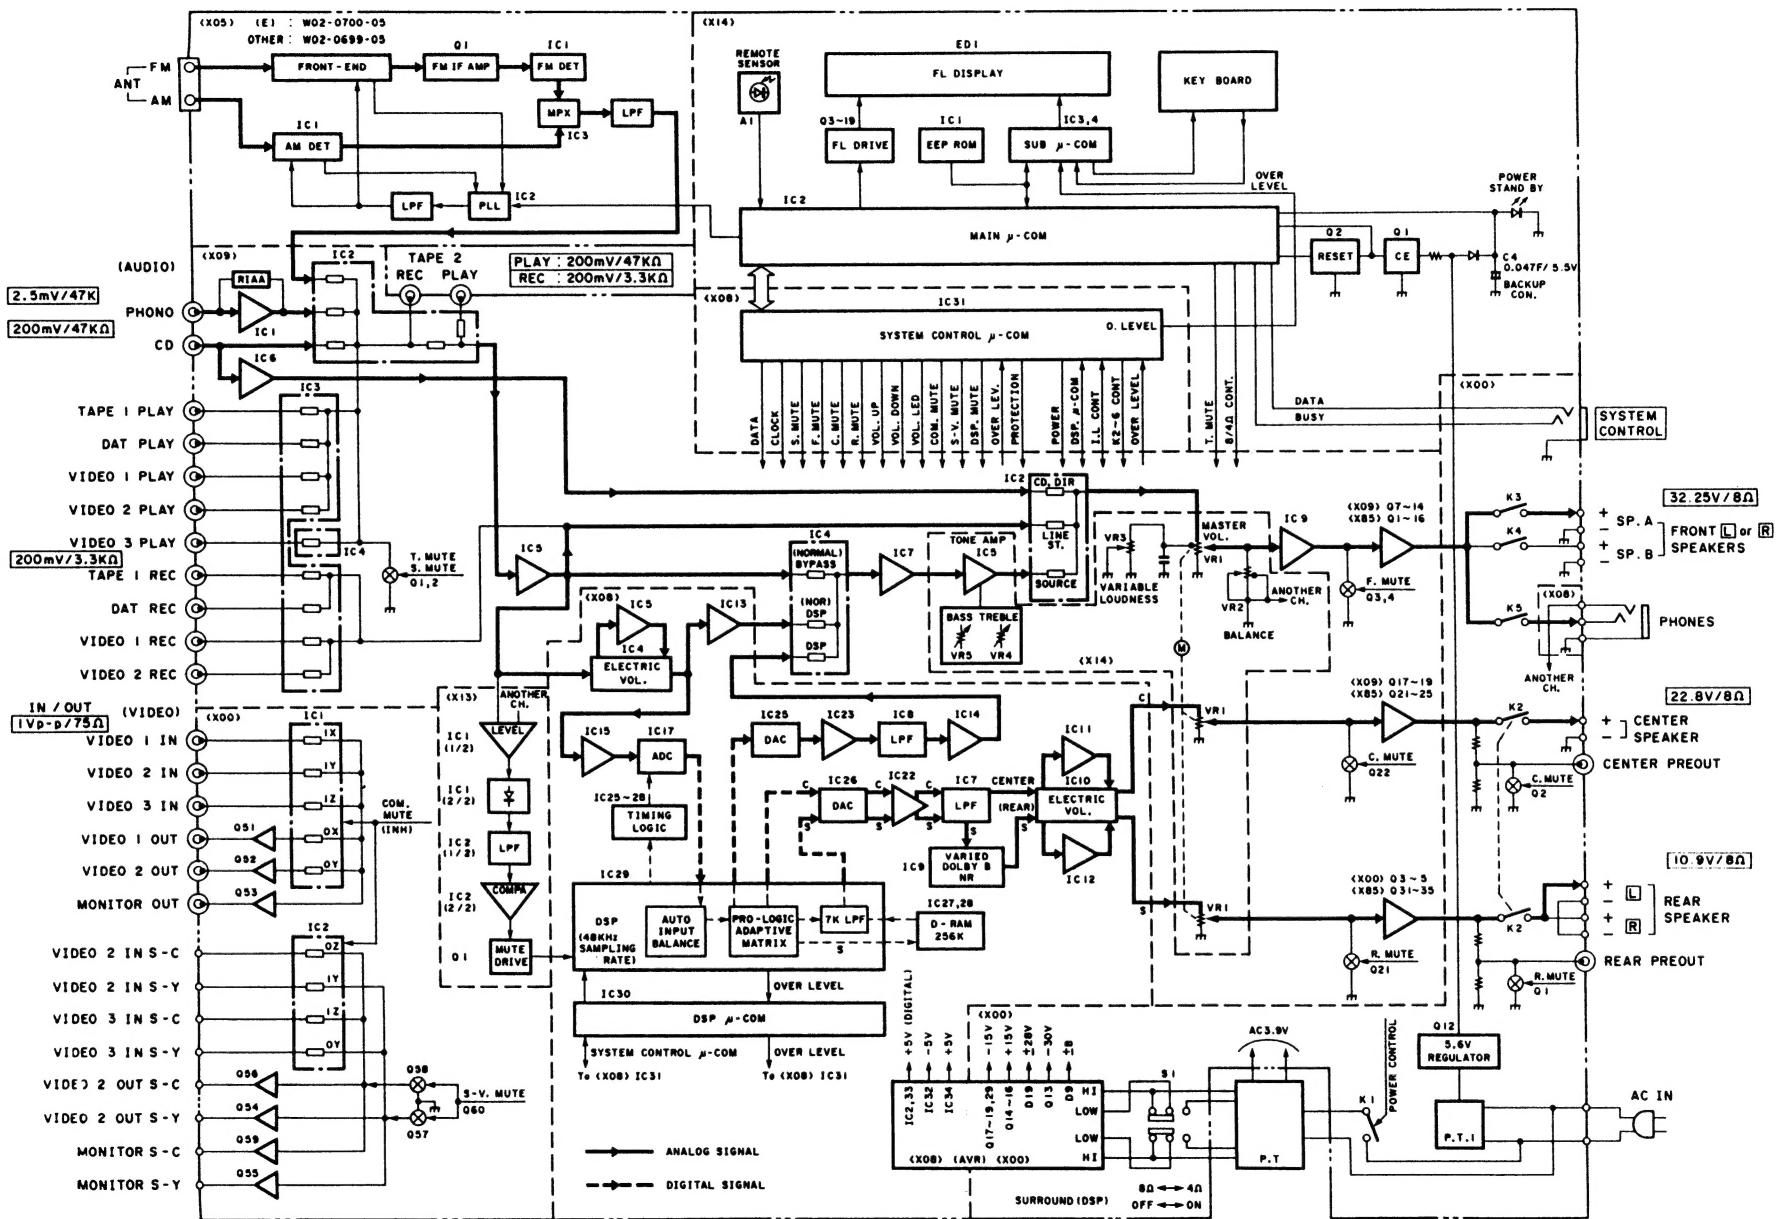 (X05) (E) : W02-0700-05
OTHER : W02-0699-05
ANT
FM
AM
FRONT-END
Q1
FM IF AMP
IC1
FM DET
MPX
IC3
LPF
IC1
AM DET
LPF
PLL
IC2
(X14)
REMOTE
SENSOR
A1
ED1
FL DISPLAY
KEY BOARD
Q3~19
FL DRIVE
IC1
EEP ROM
IC3,4
SUB μ-COM
OVER
LEVEL
POWER
STAND BY
IC2
MAIN μ-COM
Q2
RESET
Q1
CE
C4
0.047F/5.5V
BACKUP
CON.
(X08)
IC31
SYSTEM CONTROL μ-COM
O. LEVEL
DATA
CLOCK
S. MUTE
F. MUTE
C. MUTE
R. MUTE
VOL. UP
VOL. DOWN
VOL. LED
COM. MUTE
S-V. MUTE
DSP. MUTE
OVER LEV.
PROTECTION
POWER
DSP. μ-COM
I.L CONT
K2~6 CONT
OVER LEVEL
T. MUTE
8/4Ω CONT.
(X00)
DATA
BUSY
SYSTEM
CONTROL
(AUDIO)
(X09)
IC2
TAPE 2
REC PLAY
PLAY : 200mV/47KΩ
REC : 200mV/3.3KΩ
2.5mV/47K
PHONO
RIAA
IC1
200mV/47KΩ
CD
IC6
IC3
TAPE 1 PLAY
DAT PLAY
VIDEO 1 PLAY
VIDEO 2 PLAY
VIDEO 3 PLAY
IC4
T. MUTE
S. MUTE
Q1,2
200mV/3.3KΩ
TAPE 1 REC
DAT REC
VIDEO 1 REC
VIDEO 2 REC
IC5
IC4
(NORMAL)
BYPASS
(NOR)
DSP
DSP
IC7
TONE AMP
IC5
BASS TREBLE
VR5 VR4
IC2
CD. DIR
LINE
ST.
SOURCE
VR3
VARIABLE
LOUDNESS
MASTER
VOL.
VR1
VR2
ANOTHER
CH.
BALANCE
M
(X14)
IC9
(X09) Q7~14
(X85) Q1~16
F. MUTE
Q3,4
K3
K4
K5
32.25V/8Ω
+ SP. A
-
+ SP. B
-
FRONT L or R
SPEAKERS
(X08)
PHONES
ANOTHER
CH.
(X08)
IC5
IC4
ELECTRIC
VOL.
IC13
IN / OUT
1Vp-p/75Ω
(VIDEO)
(X00)
IC1
VIDEO 1 IN
1X
VIDEO 2 IN
1Y
VIDEO 3 IN
1Z
VIDEO 1 OUT
Q51
0X
VIDEO 2 OUT
Q52
0Y
MONITOR OUT
Q53
COM.
MUTE
(INH)
(X13)
ANOTHER
CH.
LEVEL
IC1
(1/2)
IC1
(2/2)
IC2
(1/2)
LPF
IC2
(2/2)
COMPA
Q1
MUTE
DRIVE
IC15
IC17
ADC
IC25~28
TIMING
LOGIC
IC25
DAC
IC23
IC8
LPF
IC14
IC26
DAC
C
S
IC22
C
S
C
S
IC7
LPF
S
CENTER
(REAR)
S
IC9
VARIED
DOLBY B
NR
IC11
IC10
ELECTRIC
VOL.
IC12
C
S
VR1
VR1
(X09) Q17~19
(X85) Q21~25
C. MUTE
Q22
K2
22.8V/8Ω
+ CENTER
- SPEAKER
CENTER PREOUT
C. MUTE
Q2
10.9V/8Ω
(X00) Q3~5
(X85) Q31~35
R. MUTE
Q21
K2
+ L
-
+ R
-
REAR
SPEAKER
REAR PREOUT
R. MUTE
Q1
IC29
DSP
(48KHz
SAMPLING
RATE)
AUTO
INPUT
BALANCE
PRO-LOGIC
ADAPTIVE
MATRIX
7K LPF
S
IC27,28
D-RAM
256K
OVER LEVEL
IC30
DSP μ-COM
SYSTEM CONTROL μ-COM
OVER LEVEL
To (X08) IC31
To (X08) IC31
IC2
VIDEO 2 IN S-C
0Z
VIDEO 2 IN S-Y
1Y
VIDEO 3 IN S-C
1Z
VIDEO 3 IN S-Y
0Y
VIDEO 2 OUT S-C
Q56
Q58
VIDEO 2 OUT S-Y
Q54
Q57
S-V. MUTE
Q60
MONITOR S-C
Q59
MONITOR S-Y
Q55
ANALOG SIGNAL
DIGITAL SIGNAL
(X00)
+5V (DIGITAL)
-5V
+5V
-15V
+15V
±28V
-30V
±B
IC2,33
IC32
IC34
Q17~19,29
Q14~16
D19
Q13
D9
HI
LOW
LOW
HI
(X08) (AVR) (X00)
S1
8Ω ↔ 4Ω
SURROUND (DSP) OFF ↔ ON
AC3.9V
P.T
K1
POWER CONTROL
Q12
5.6V
REGULATOR
P.T.1
AC IN